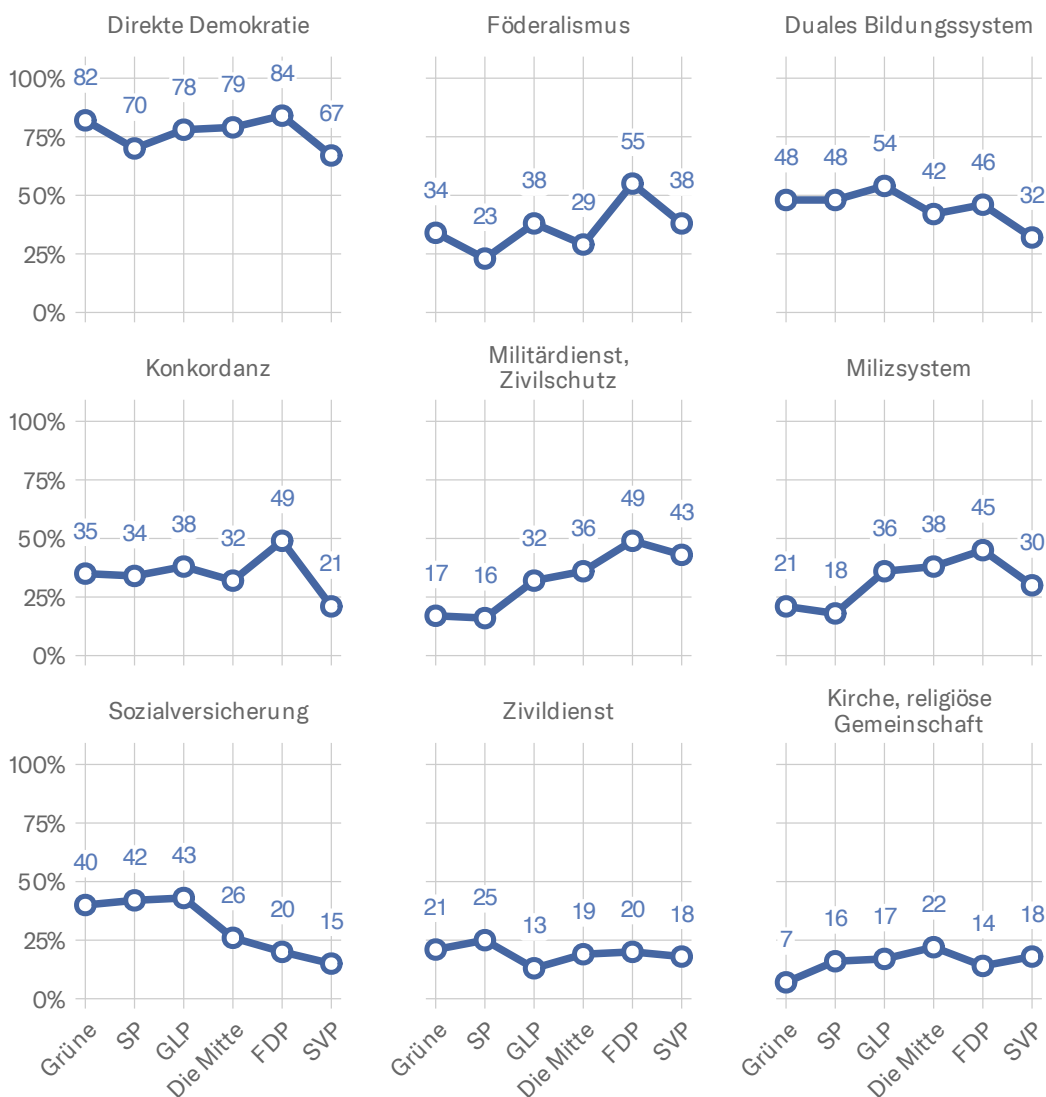 Direkte Demokratie
100%
75%
50%
25%
0%
82
70
78
79
84
67
Föderalismus
34
23
38
29
55
38
Duales Bildungssystem
48
48
54
42
46
32
Konkordanz
100%
75%
50%
25%
0%
35
34
38
32
49
21
Militärdienst,
Zivilschutz
17
16
32
36
49
43
Milizsystem
21
18
36
38
45
30
Sozialversicherung
100%
75%
50%
25%
0%
40
42
43
26
20
15
Grüne
SP
GLP
Die Mitte
FDP
SVP
Zivildienst
21
25
13
19
20
18
Grüne
SP
GLP
Die Mitte
FDP
SVP
Kirche, religiöse
Gemeinschaft
7
16
17
22
14
18
Grüne
SP
GLP
Die Mitte
FDP
SVP